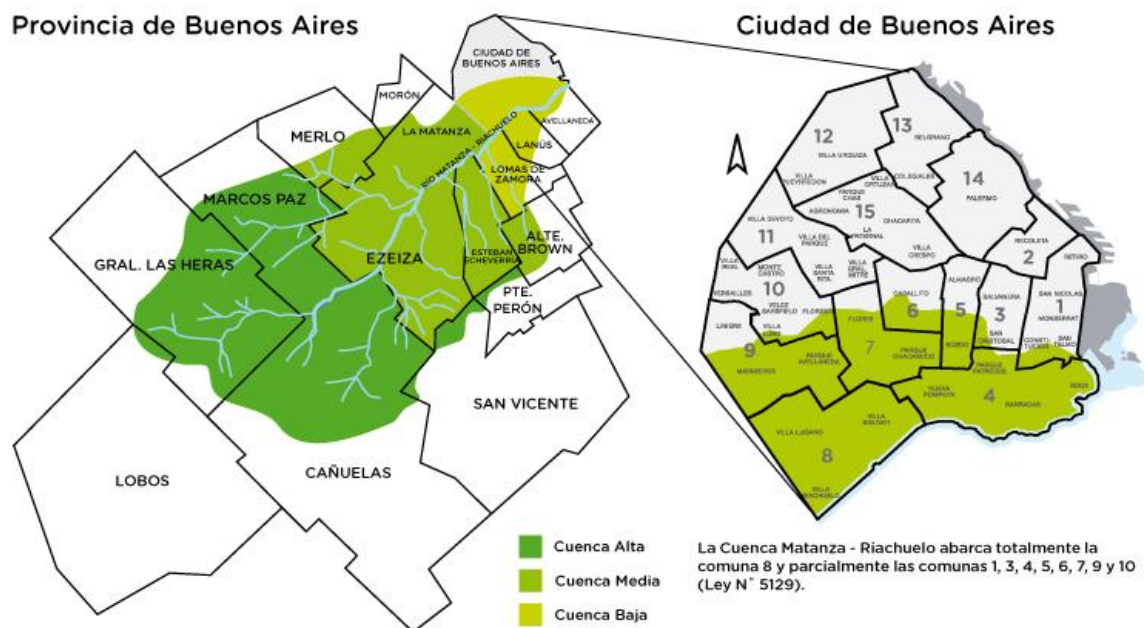 Provincia de Buenos Aires
CIUDAD DE
BUENOS AIRES
MORÓN
MERLO
LA MATANZA
AVELLANEDA
LANÚS
RÍO MATANZA - RIACHUELO
LOMAS DE
ZAMORA
MARCOS PAZ
GRAL. LAS HERAS
EZEIZA
ESTEBAN
ECHEVERRÍA
ALTE.
BROWN
PTE.
PERÓN
SAN VICENTE
CAÑUELAS
LOBOS
Cuenca Alta
Cuenca Media
Cuenca Baja
Ciudad de Buenos Aires
12
VILLA URQUIZA
13
BELGRANO
COLEGIALES
14
PALERMO
VILLA
ORTUZAR
PARQUE
CHAS
AGRONOMIA
15
CHACARITA
LA
PATERNAL
VILLA
CRESPO
VILLA DEVOTO
11
VILLA DEL
PARQUE
VILLA
REAL
MONTE
CASTRO
VILLA
SANTA
RITA
VILLA
GRAL.
MITRE
VERSALLES
10
VELEZ
SARSFIELD
FLORESTA
VILLA
LURO
LINIERS
CABALLITO
6
ALMAGRO
5
BOEDO
BALVANERA
3
SAN
CRISTOBAL
RECOLETA
2
RETIRO
SAN NICOLAS
1
MONSERRAT
CONSTI-
TUCION
SAN
TELMO
FLORES
7
PARQUE
CHACABUCO
9
MATADEROS
PARQUE
AVELLANEDA
PARQUE
PATRICIOS
NUEVA
POMPEYA
4
BARRACAS
BOCA
VILLA LUGANO
VILLA
SOLDATI
8
VILLA
RIACHUELO
La Cuenca Matanza - Riachuelo abarca totalmente la
comuna 8 y parcialmente las comunas 1, 3, 4, 5, 6, 7, 9 y 10
(Ley N° 5129).